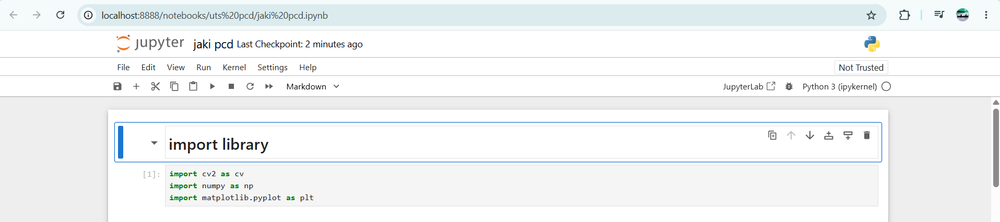 localhost:8888/notebooks/uts%20pcd/jaki%20pcd.ipynb
jupyter jaki pcd Last Checkpoint: 2 minutes ago
File Edit View Run Kernel Settings Help Not Trusted
Markdown JupyterLab Python 3 (ipykernel)
import library
[1]: import cv2 as cv
import numpy as np
import matplotlib.pyplot as plt